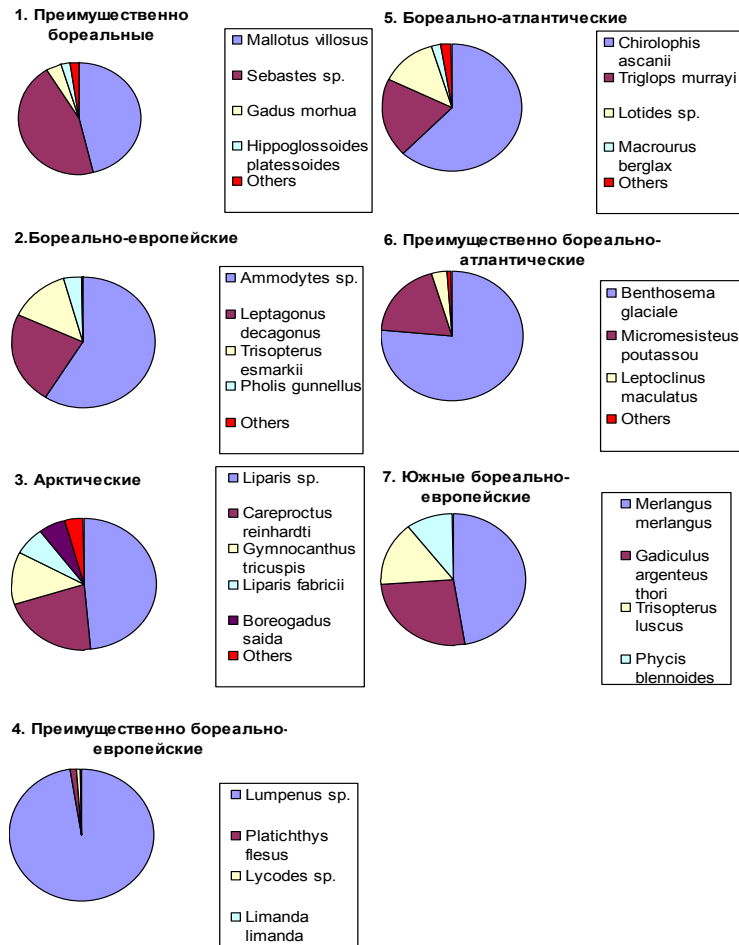 1. Преимущественно
бореальные
Mallotus villosus
Sebastes sp.
Gadus morhua
Hippoglossoides
platessoides
Others
2.Бореально-европейские
Ammodytes sp.
Leptagonus
decagonus
Trisopterus
esmarkii
Pholis gunnellus
Others
3. Арктические
Liparis sp.
Careproctus
reinhardti
Gymnocanthus
tricuspis
Liparis fabricii
Boreogadus
saida
Others
4. Преимущественно бореально-
европейские
Lumpenus sp.
Platichthys
flesus
Lycodes sp.
Limanda
limanda
5. Бореально-атлантические
Chirolophis
ascanii
Triglops murrayi
Lotides sp.
Macrourus
berglax
Others
6. Преимущественно бореально-
атлантические
Benthosema
glaciale
Micromesisteus
poutassou
Leptoclinus
maculatus
Others
7. Южные бореально-
европейские
Merlangus
merlangus
Gadiculus
argenteus
thori
Trisopterus
luscus
Phycis
blennoides